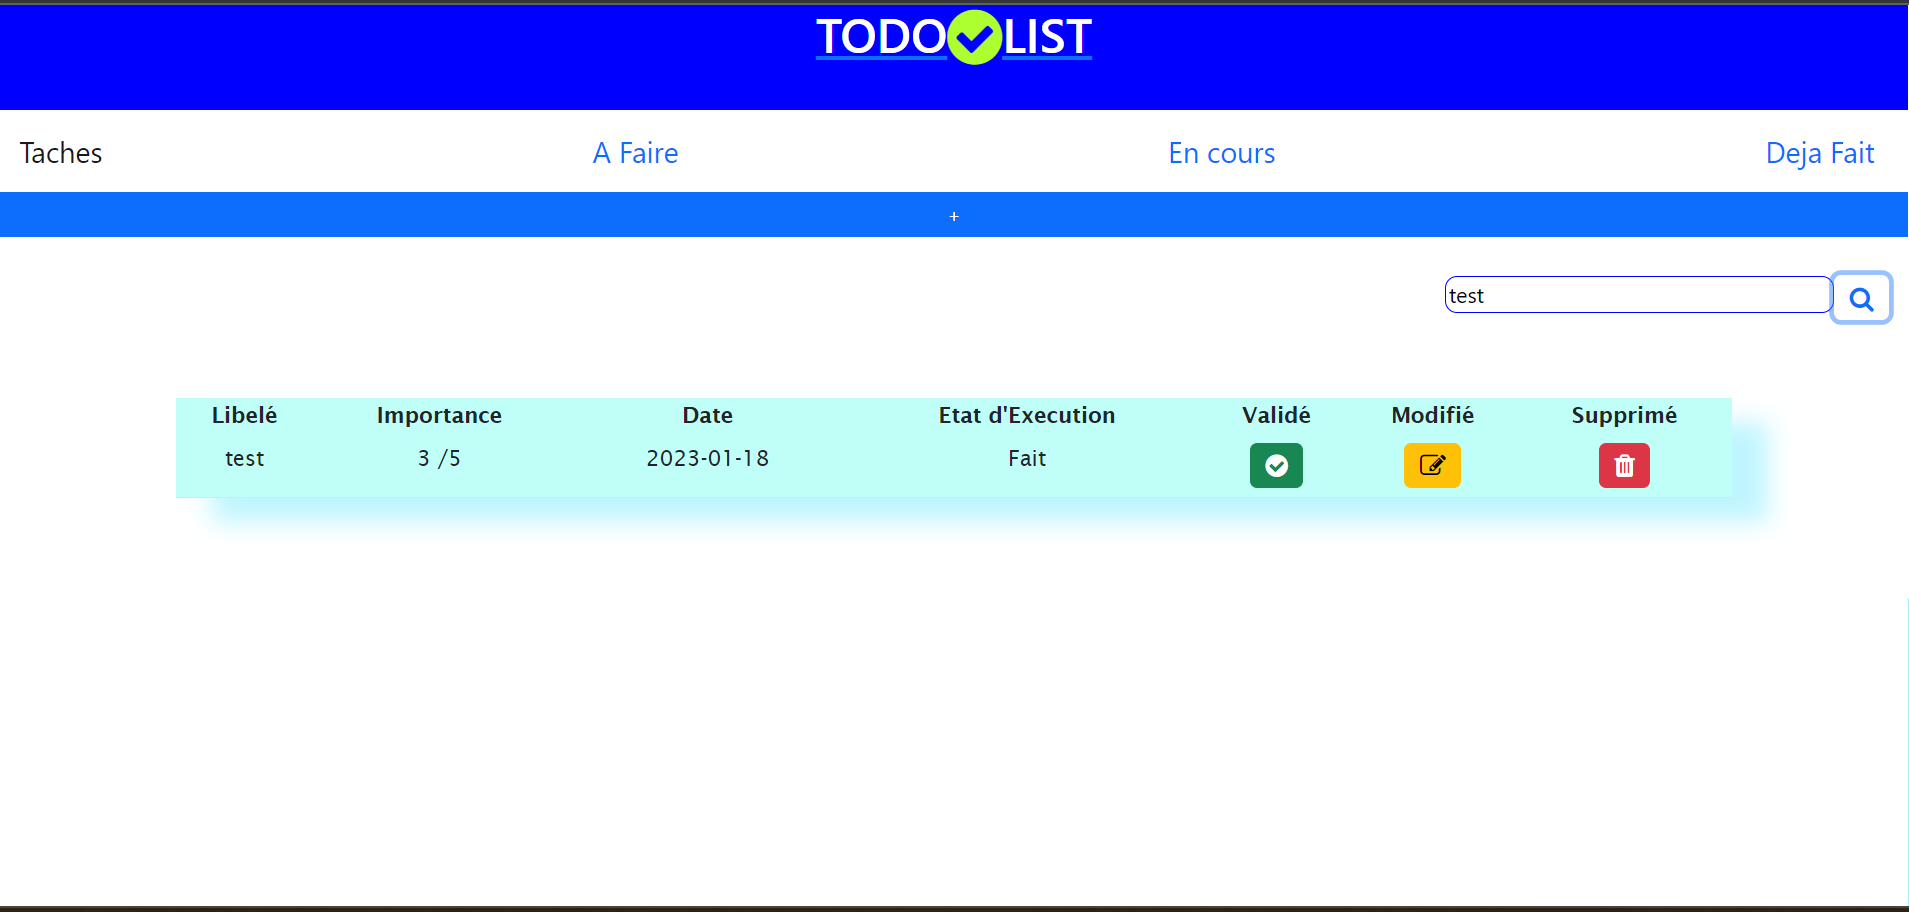 TODO LIST
Taches A Faire En cours Deja Fait
+
test
Libelé Importance Date Etat d'Execution Validé Modifié Supprimé
test 3 /5 2023-01-18 Fait